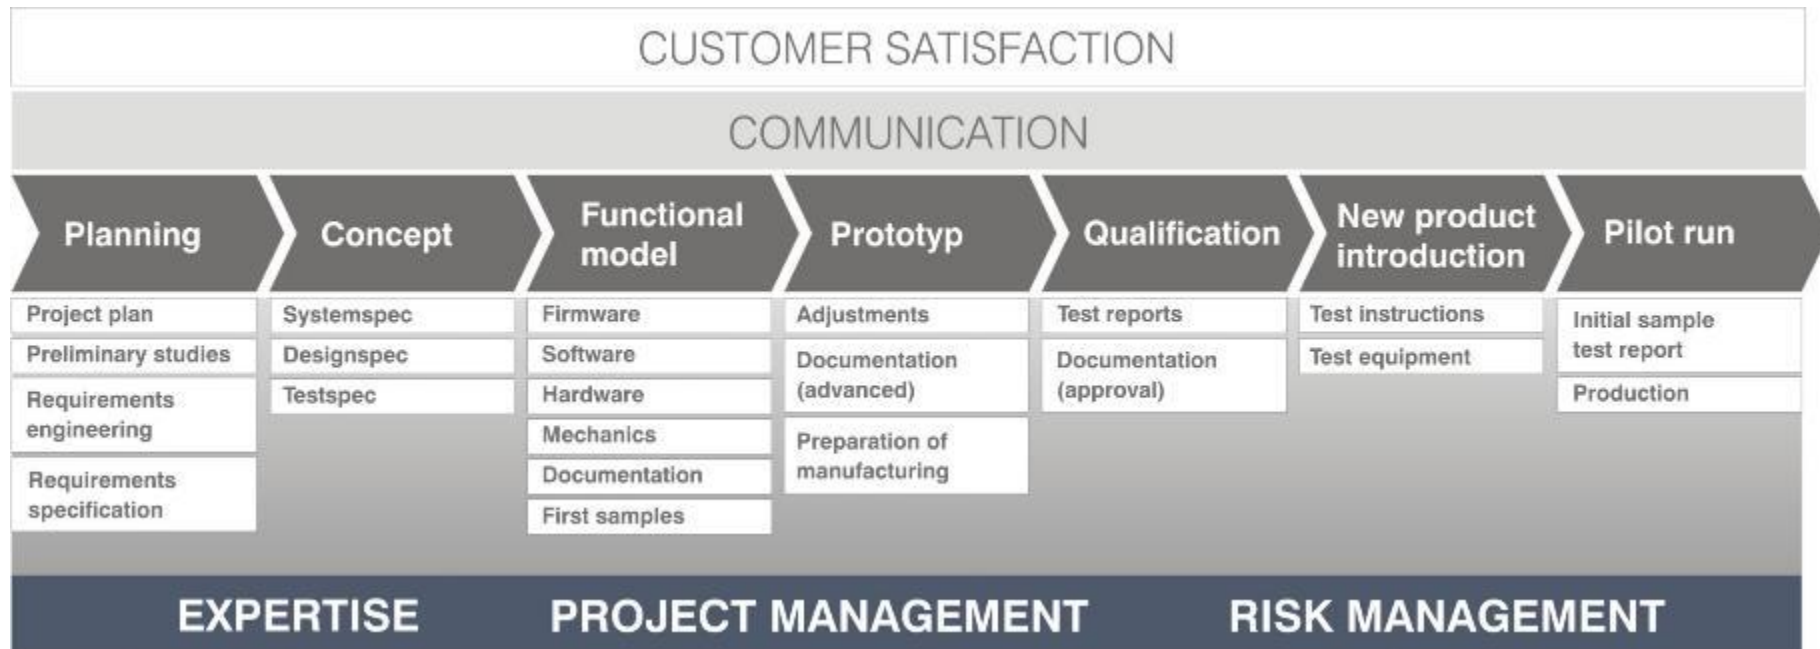 CUSTOMER SATISFACTION
COMMUNICATION
Planning
Concept
Functional
model
Prototyp
Qualification
New product
introduction
Pilot run
Project plan
Preliminary studies
Requirements
engineering
Requirements
specification
Systemspec
Designspec
Testspec
Firmware
Software
Hardware
Mechanics
Documentation
First samples
Adjustments
Documentation
(advanced)
Preparation of
manufacturing
Test reports
Documentation
(approval)
Test instructions
Test equipment
Initial sample
test report
Production
EXPERTISE
PROJECT MANAGEMENT
RISK MANAGEMENT